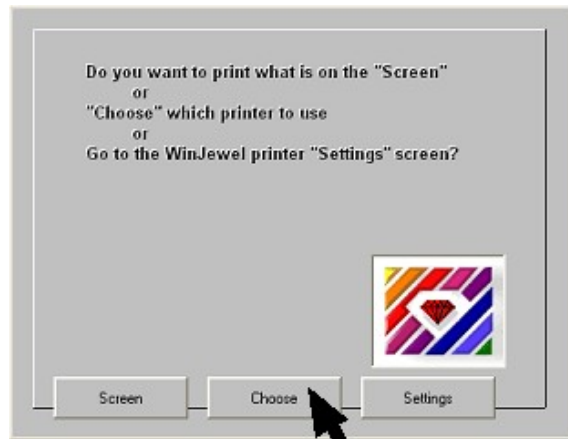 Do you want to print what is on the "Screen"
or
"Choose" which printer to use
or
Go to the WinJewel printer "Settings" screen?
Screen
Choose
Settings